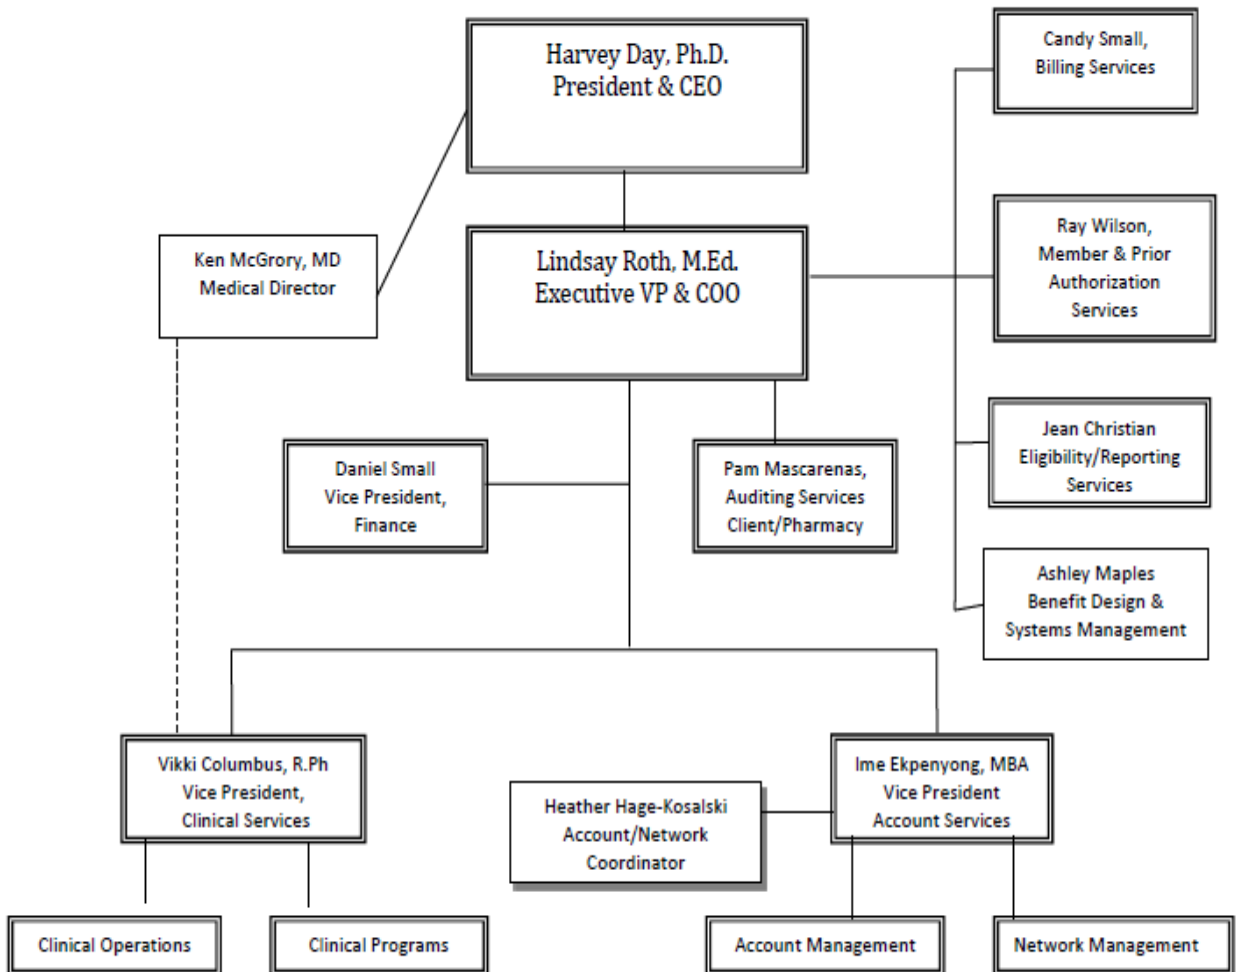 Harvey Day, Ph.D.
President & CEO
Candy Small,
Billing Services
Ken McGrory, MD
Medical Director
Lindsay Roth, M.Ed.
Executive VP & COO
Ray Wilson,
Member & Prior
Authorization
Services
Daniel Small
Vice President,
Finance
Pam Mascarenas,
Auditing Services
Client/Pharmacy
Jean Christian
Eligibility/Reporting
Services
Ashley Maples
Benefit Design &
Systems Management
Vikki Columbus, R.Ph
Vice President,
Clinical Services
Heather Hage-Kosalski
Account/Network
Coordinator
Ime Ekpenyong, MBA
Vice President
Account Services
Clinical Operations
Clinical Programs
Account Management
Network Management